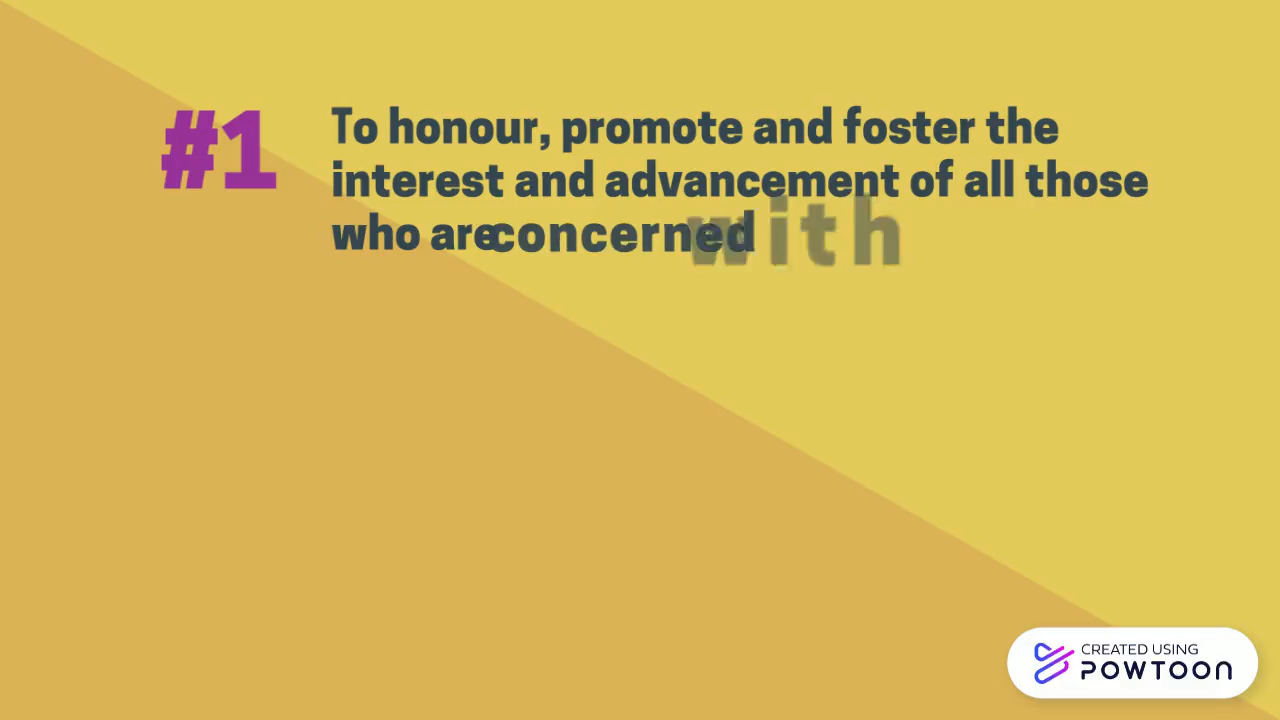 #1
To honour, promote and foster the
interest and advancement of all those
who are concerned with
CREATED USING
POWTOON